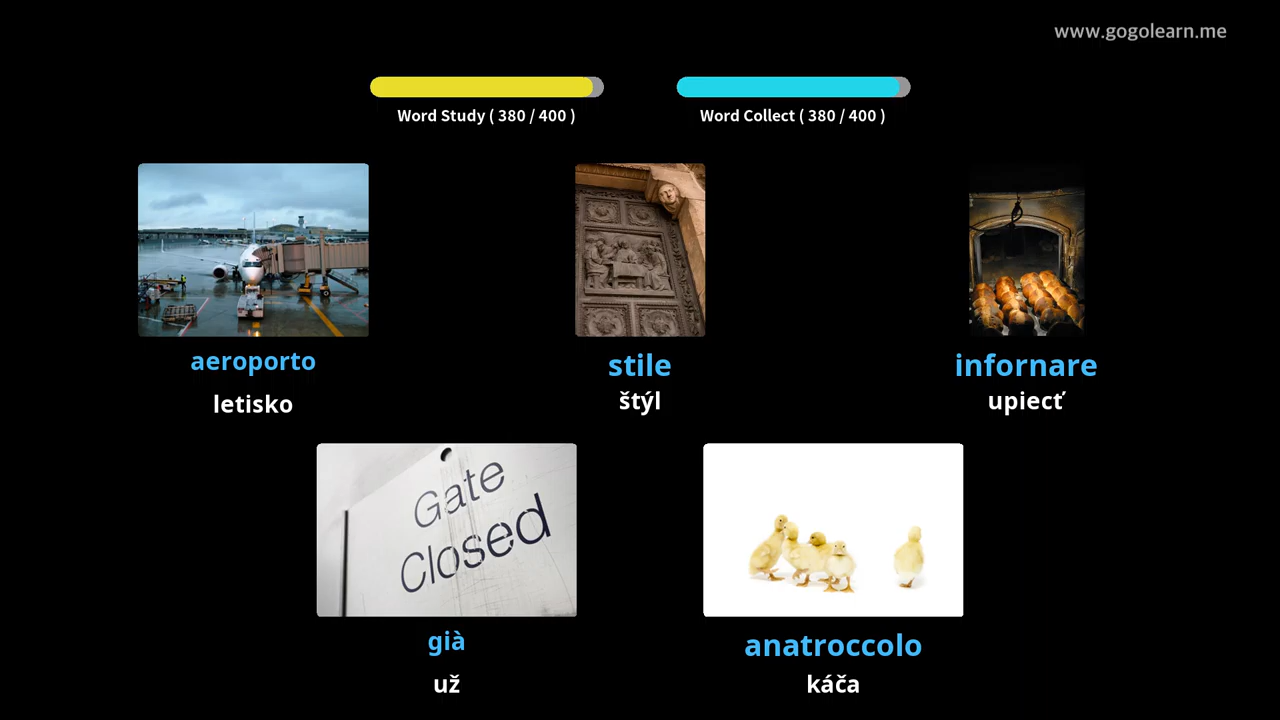 www.gogolearn.me
Word Study ( 380 / 400 )
Word Collect ( 380 / 400 )
aeroporto
letisko
stile
štýl
infornare
upiecť
Gate
Closed
già
už
anatroccolo
káča